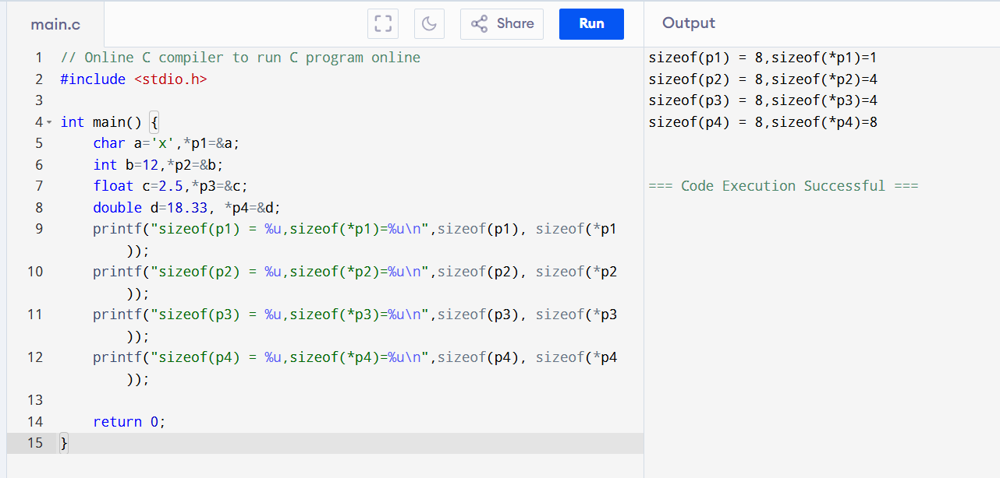 main.c
Share
Run
Output
1 // Online C compiler to run C program online
2 #include <stdio.h>
3
4 int main() {
5 char a='x',*p1=&a;
6 int b=12,*p2=&b;
7 float c=2.5,*p3=&c;
8 double d=18.33, *p4=&d;
9 printf("sizeof(p1) = %u,sizeof(*p1)=%u\n",sizeof(p1), sizeof(*p1
));
10 printf("sizeof(p2) = %u,sizeof(*p2)=%u\n",sizeof(p2), sizeof(*p2
));
11 printf("sizeof(p3) = %u,sizeof(*p3)=%u\n",sizeof(p3), sizeof(*p3
));
12 printf("sizeof(p4) = %u,sizeof(*p4)=%u\n",sizeof(p4), sizeof(*p4
));
13
14 return 0;
15 }
sizeof(p1) = 8,sizeof(*p1)=1
sizeof(p2) = 8,sizeof(*p2)=4
sizeof(p3) = 8,sizeof(*p3)=4
sizeof(p4) = 8,sizeof(*p4)=8
=== Code Execution Successful ===